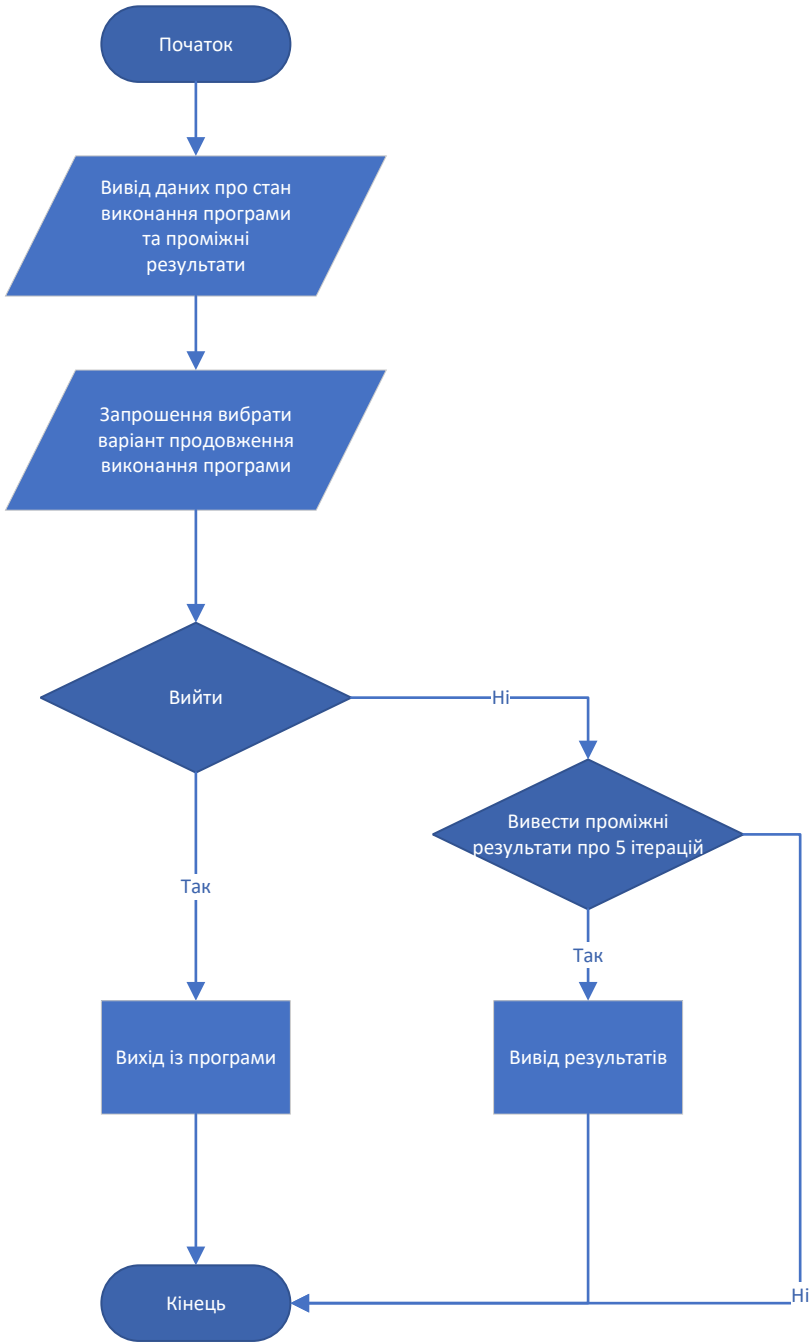 Початок
Вивід даних про стан
виконання програми
та проміжні
результати
Запрошення вибрати
варіант продовження
виконання програми
Вийти
Ні
Вивести проміжні
результати про 5 ітерацій
Так
Так
Вихід із програми
Вивід результатів
Кінець
Ні